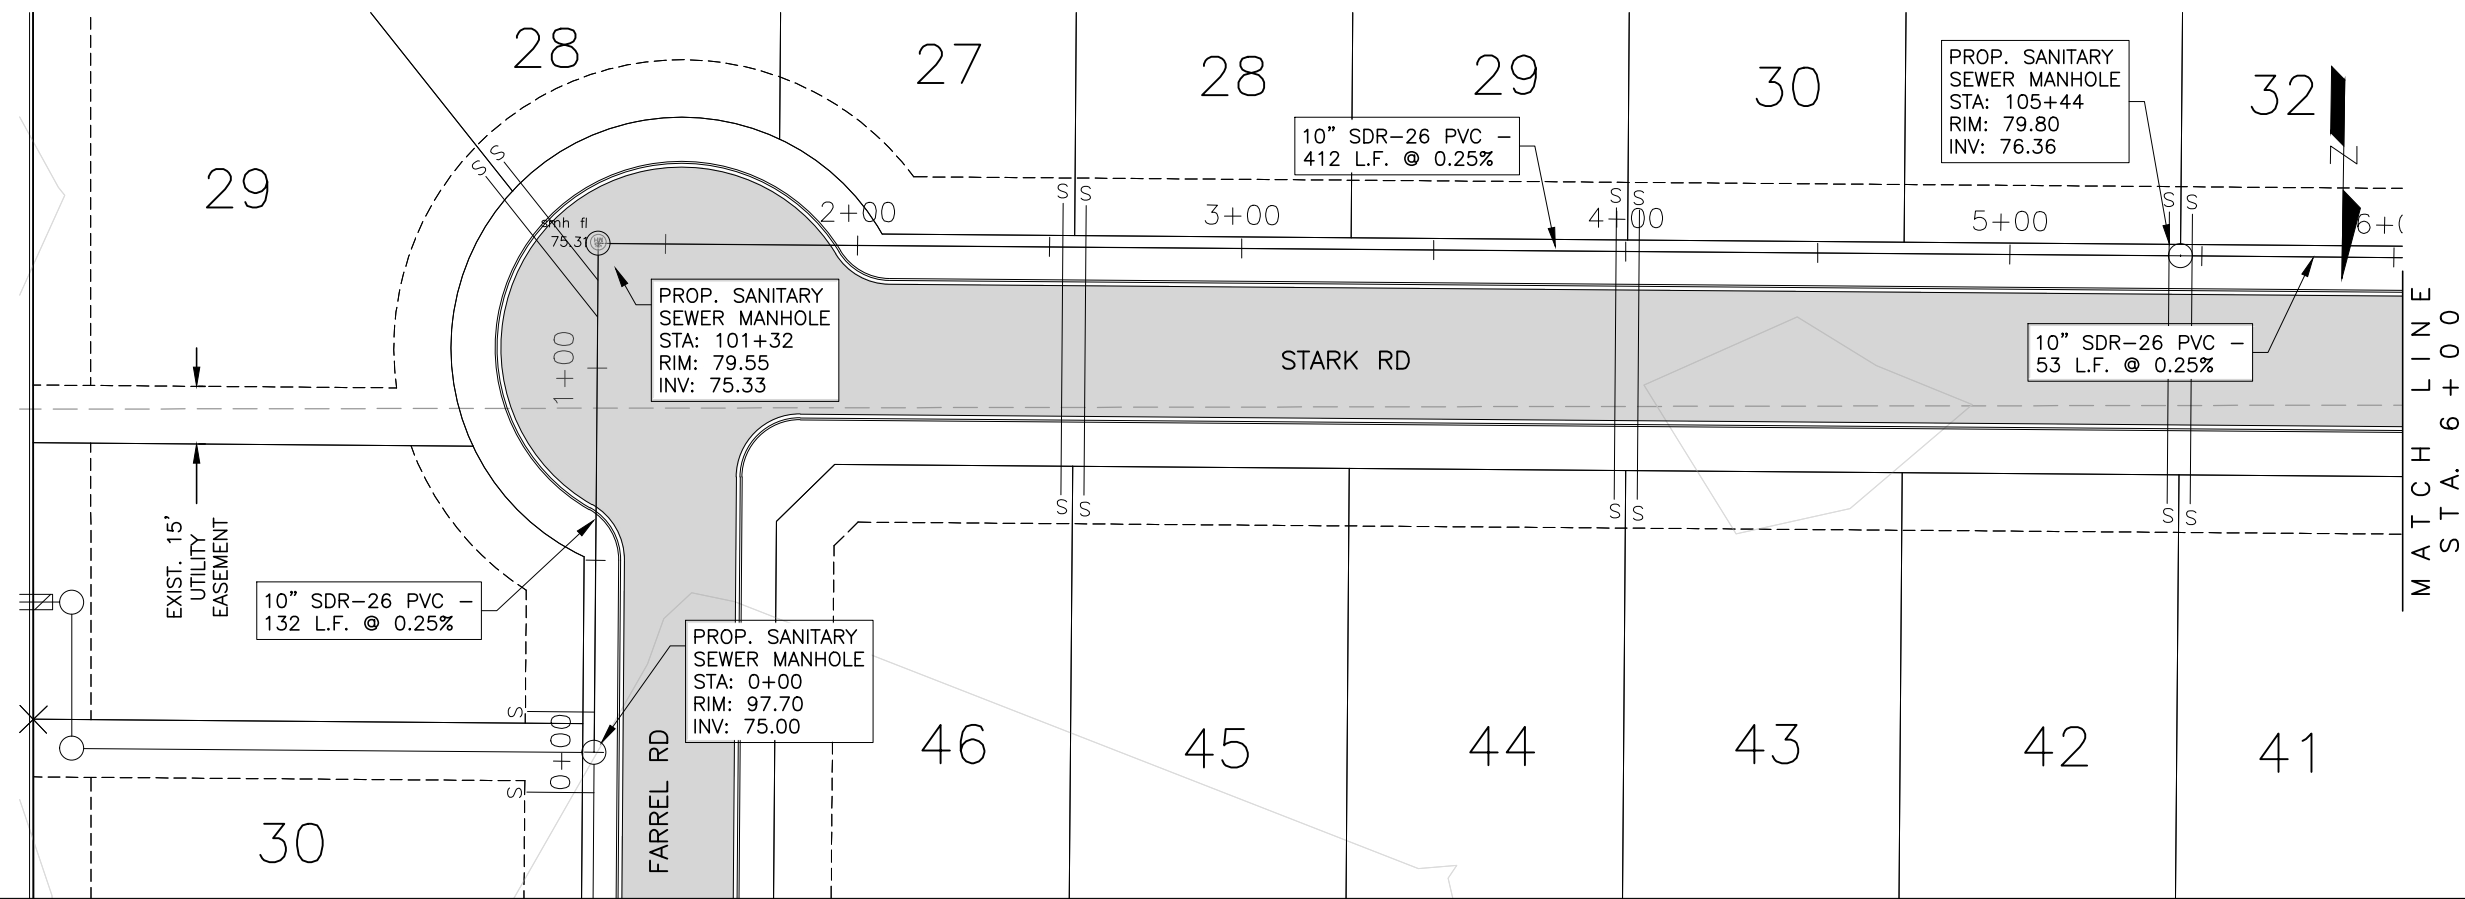 28
27
28
29
30
32
29
PROP. SANITARY
SEWER MANHOLE
STA: 105+44
RIM: 79.80
INV: 76.36
10” SDR-26 PVC -
412 L.F. @ 0.25%
Z
S S
S S
S S
S S
smh fl
75.31
2+00
3+00
4+00
5+00
PROP. SANITARY
SEWER MANHOLE
STA: 101+32
RIM: 79.55
INV: 75.33
1+00
STARK RD
10” SDR-26 PVC -
53 L.F. @ 0.25%
MATCH LINE
STA. 6+00
S S
S S
S S
EXIST. 15'
UTILITY
EASEMENT
10” SDR-26 PVC -
132 L.F. @ 0.25%
PROP. SANITARY
SEWER MANHOLE
STA: 0+00
RIM: 97.70
INV: 75.00
S
S
0+00
FARREL RD
46
45
44
43
42
41
30